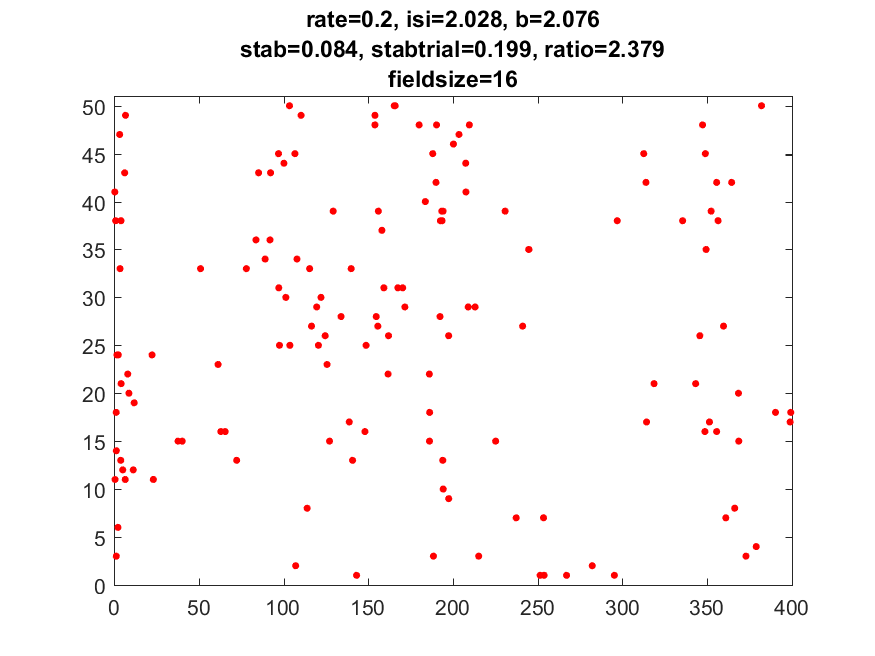 rate=0.2, isi=2.028, b=2.076
stab=0.084, stabtrial=0.199, ratio=2.379
fieldsize=16
50
45
40
35
30
25
20
15
10
5
0
0 50 100 150 200 250 300 350 400